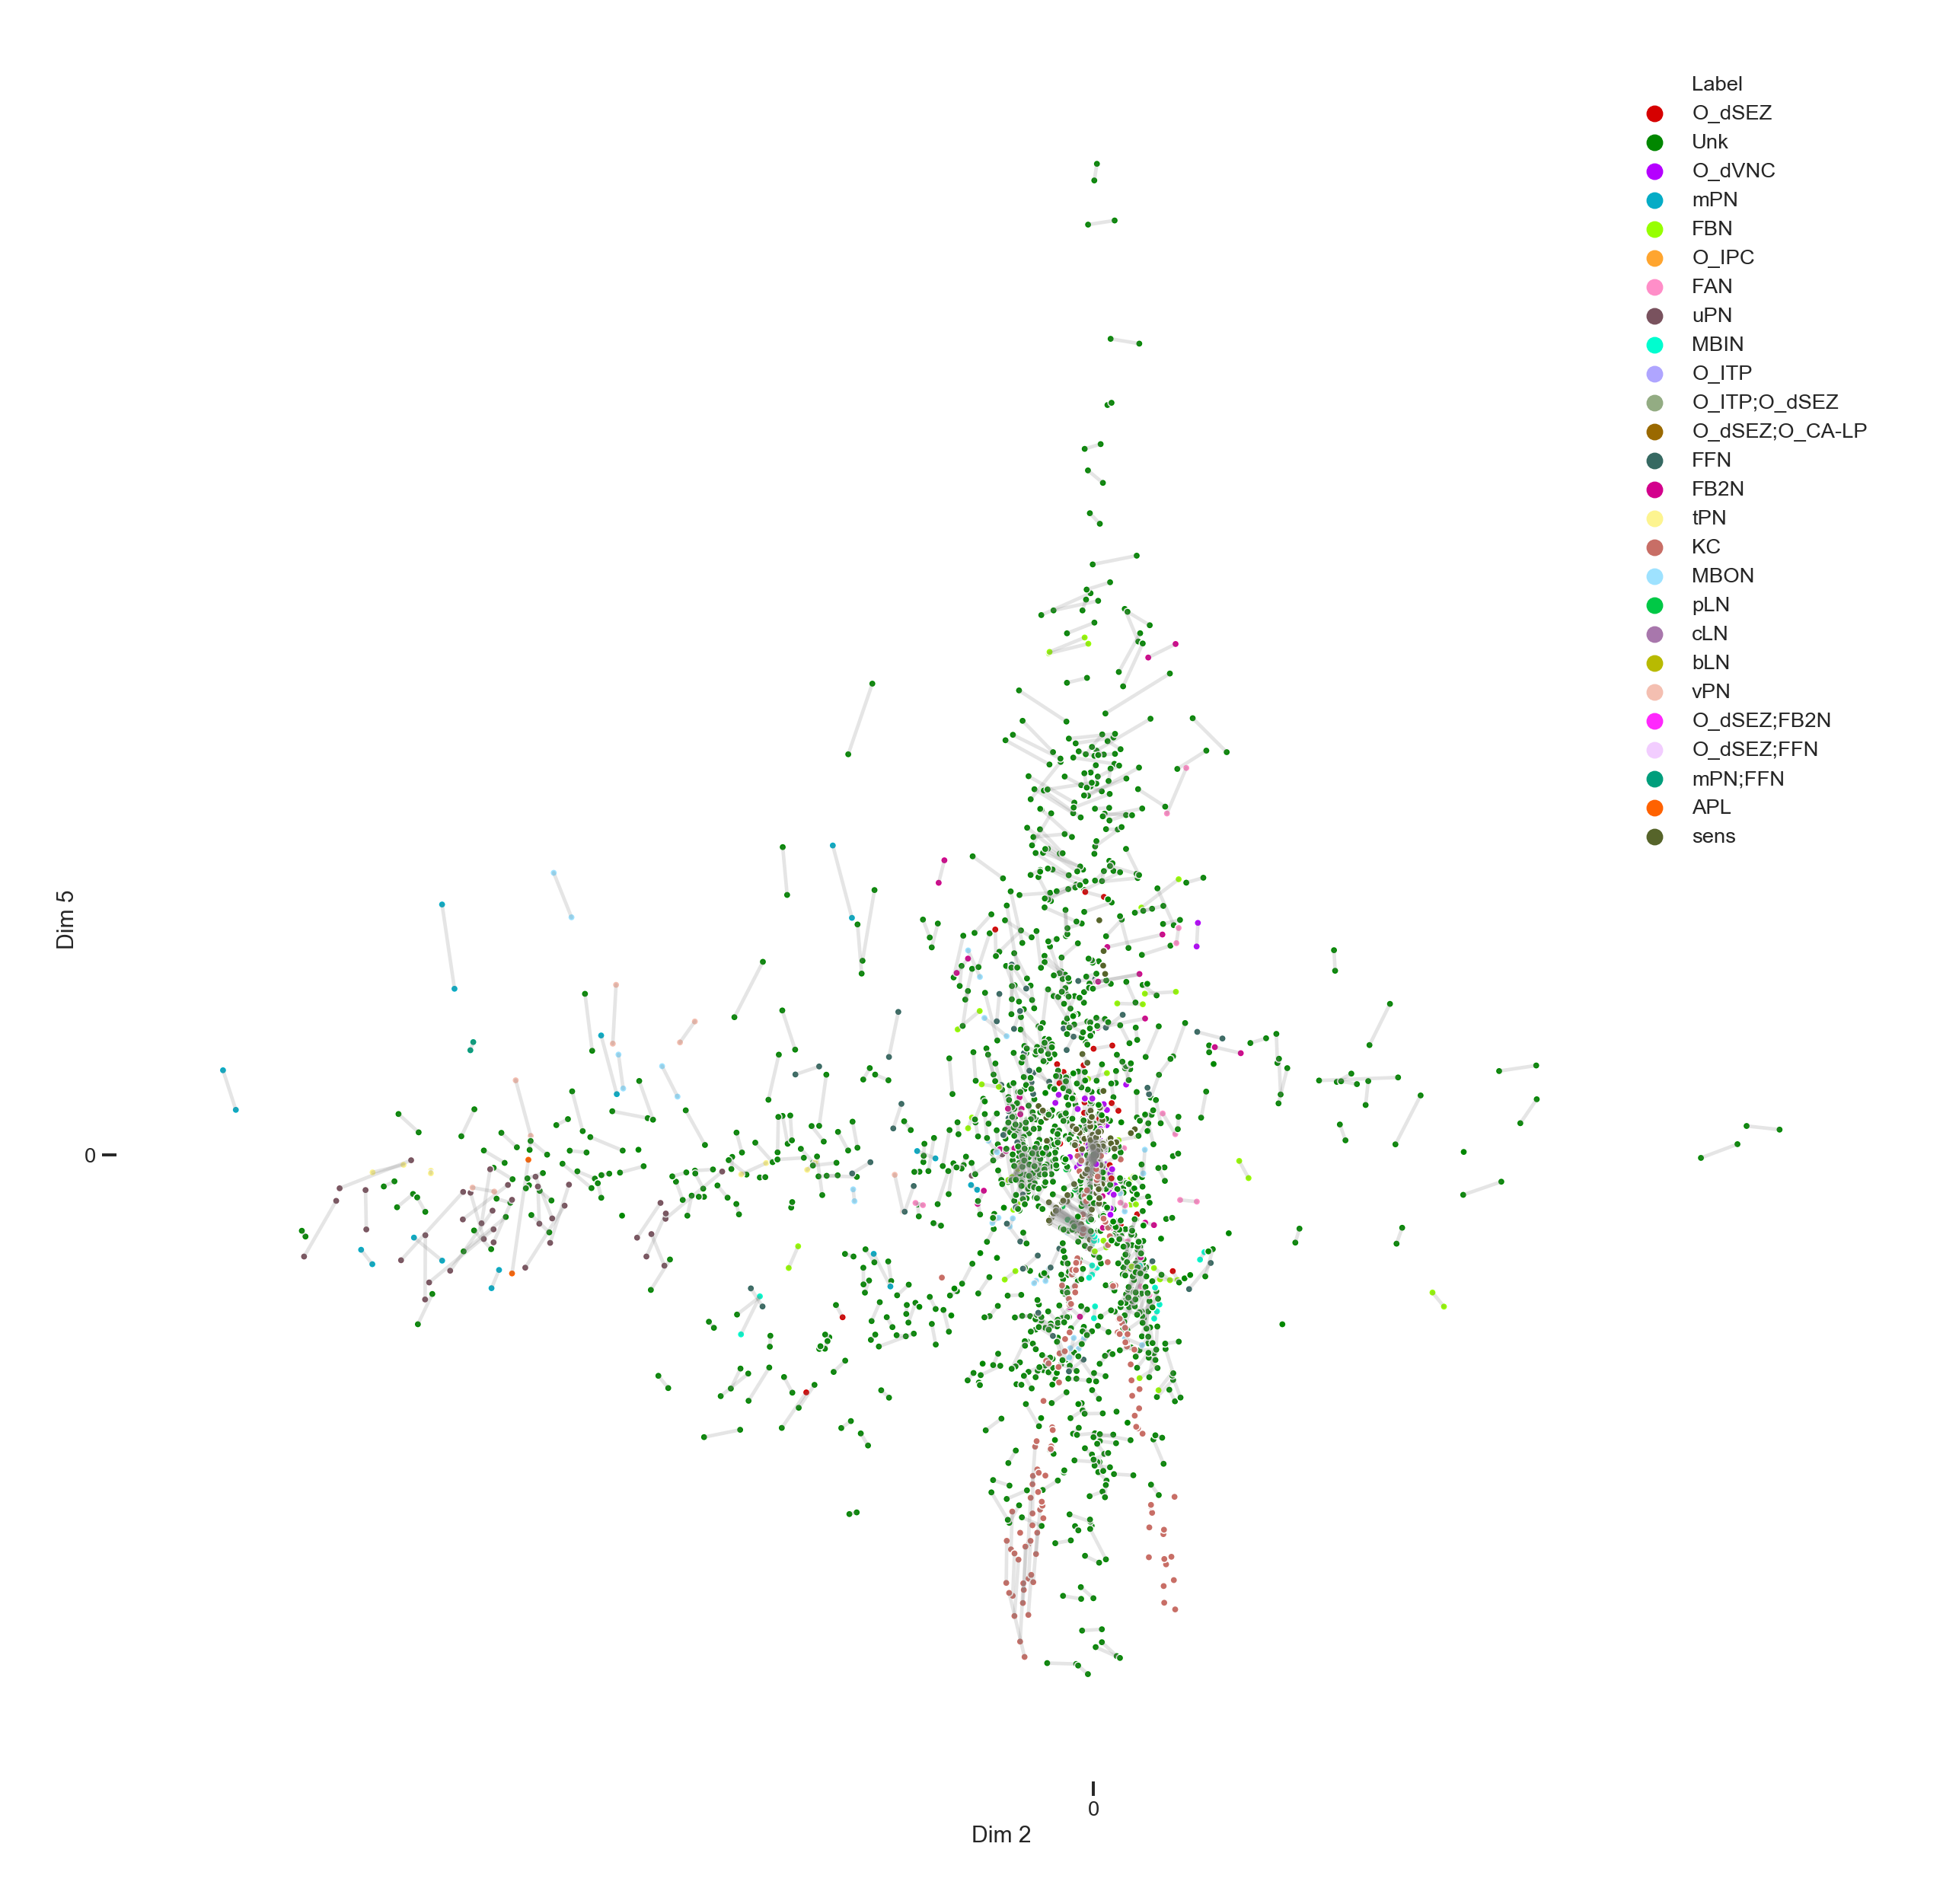 Label
O_dSEZ
Unk
O_dVNC
mPN
FBN
O_IPC
FAN
uPN
MBIN
O_ITP
O_ITP;O_dSEZ
O_dSEZ;O_CA-LP
FFN
FB2N
tPN
KC
MBON
pLN
cLN
bLN
vPN
O_dSEZ;FB2N
O_dSEZ;FFN
mPN;FFN
APL
sens
Dim 5
0
0
Dim 2